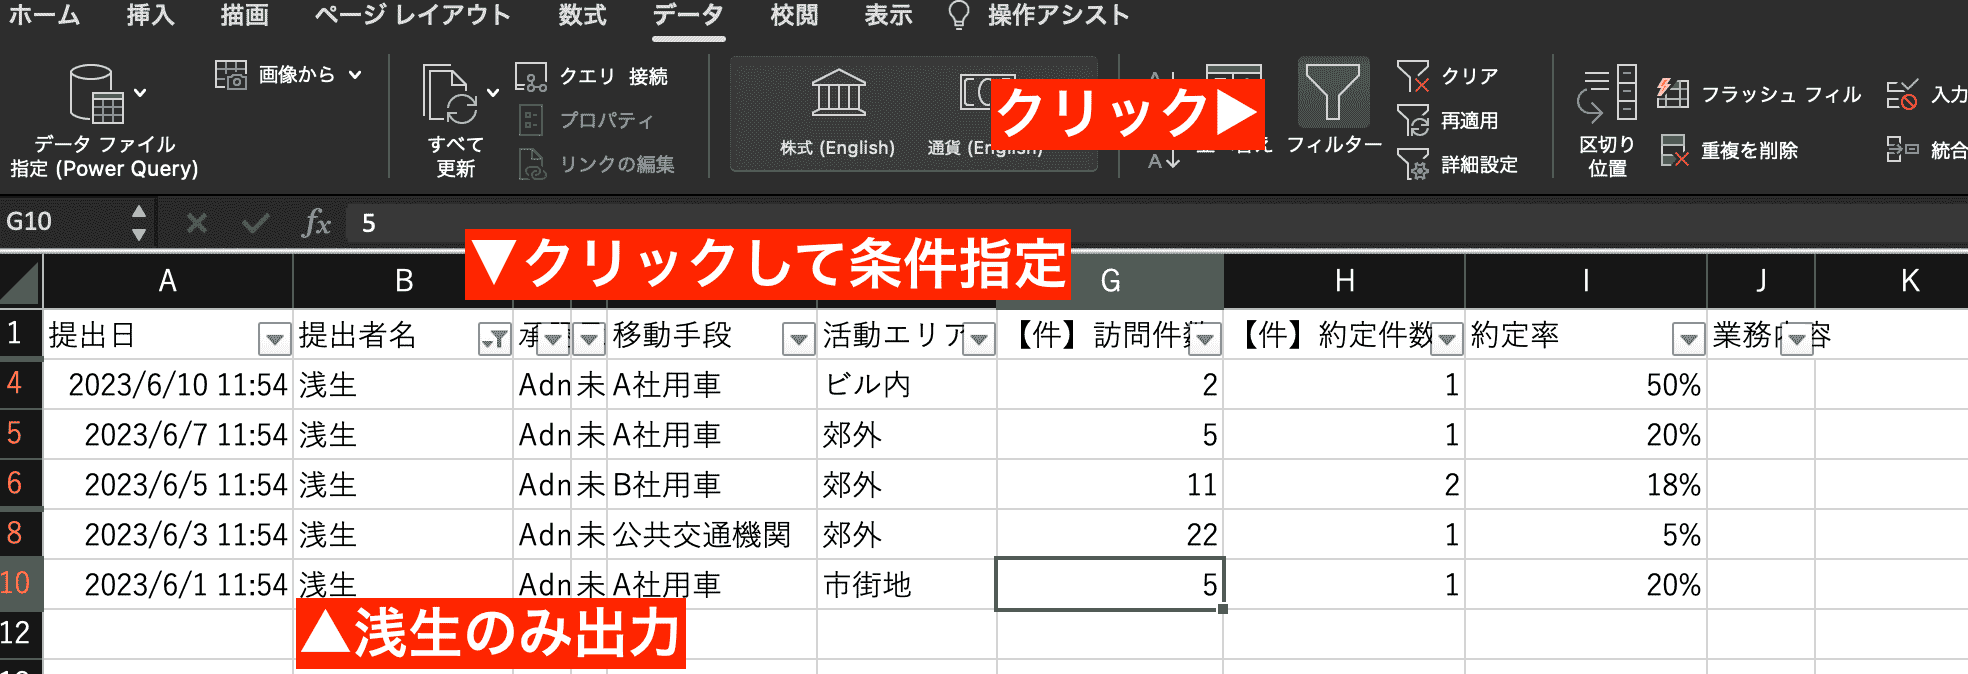 ホーム 挿入 描画 ページ レイアウト 数式 データ 校閲 表示 操作アシスト
画像から
データ ファイル
指定 (Power Query)
すべて
更新
クエリ 接続
プロパティ
リンクの編集
株式 (English) 通貨 (English)
クリック▶
フィルター
クリア
再適用
詳細設定
区切り
位置
フラッシュ フィル
重複を削除
入力
統合
G10 fx 5
▼クリックして条件指定
A B G H I J K
1 提出日 提出者名 承 移動手段 活動エリア 【件】訪問件数 【件】約定件数 約定率 業務内容
4 2023/6/10 11:54 浅生 Adn 未 A社用車 ビル内 2 1 50%
5 2023/6/7 11:54 浅生 Adn 未 A社用車 郊外 5 1 20%
6 2023/6/5 11:54 浅生 Adn 未 B社用車 郊外 11 2 18%
8 2023/6/3 11:54 浅生 Adn 未 公共交通機関 郊外 22 1 5%
10 2023/6/1 11:54 浅生 Adn 未 A社用車 市街地 5 1 20%
▲浅生のみ出力
12